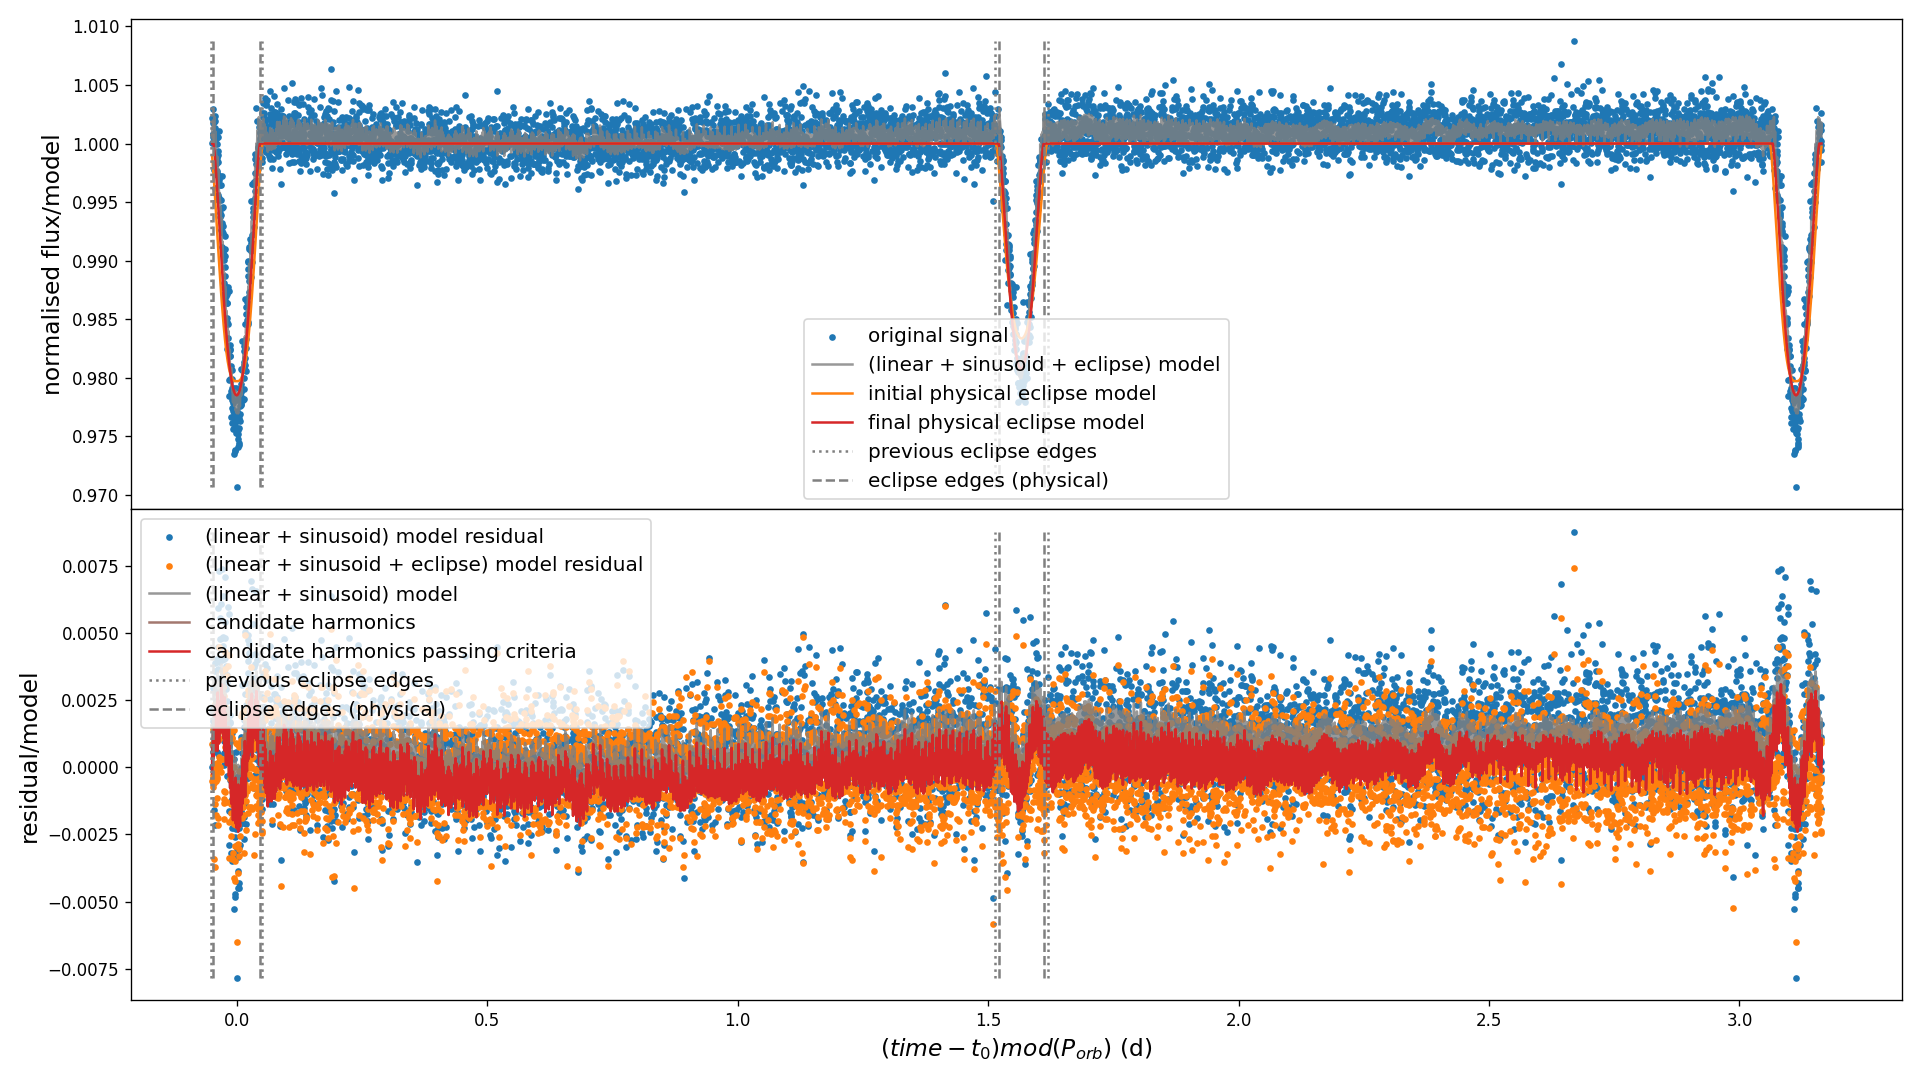 normalised flux/model
1.010
1.005
1.000
0.995
0.990
0.985
0.980
0.975
0.970
original signal
(linear + sinusoid + eclipse) model
initial physical eclipse model
final physical eclipse model
previous eclipse edges
eclipse edges (physical)
residual/model
0.0075
0.0050
0.0025
0.0000
−0.0025
−0.0050
−0.0075
(linear + sinusoid) model residual
(linear + sinusoid + eclipse) model residual
(linear + sinusoid) model
candidate harmonics
candidate harmonics passing criteria
previous eclipse edges
eclipse edges (physical)
0.0 0.5 1.0 1.5 2.0 2.5 3.0
(time − t₀)mod(P_orb) (d)